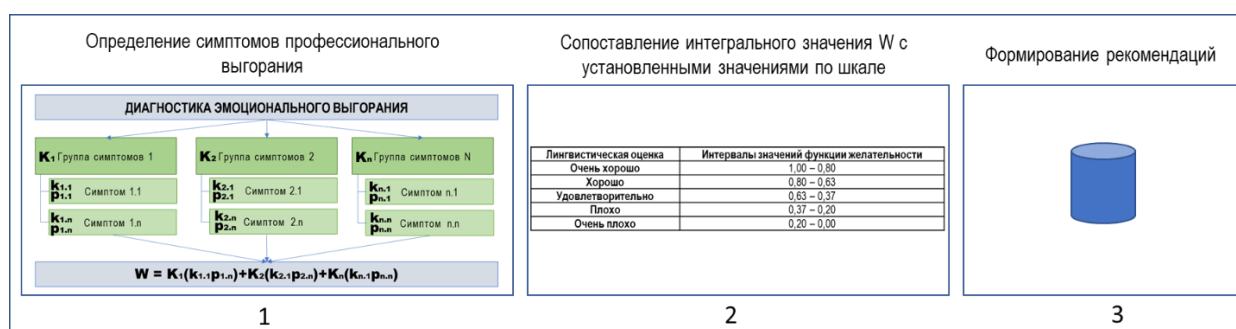 Определение симптомов профессионального
выгорания
ДИАГНОСТИКА ЭМОЦИОНАЛЬНОГО ВЫГОРАНИЯ
K₁ Группа симптомов 1
K₂ Группа симптомов 2
Kₙ Группа симптомов N
k₁.₁
p₁.₁ Симптом 1.1
k₂.₁
p₂.₁ Симптом 2.1
kₙ.₁
pₙ.₁ Симптом n.1
k₁.ₙ
p₁.ₙ Симптом 1.n
k₂.ₙ
p₂.ₙ Симптом 2.n
kₙ.ₙ
pₙ.ₙ Симптом n.n
W = K₁(k₁.₁p₁.ₙ)+K₂(k₂.₁p₂.ₙ)+Kₙ(kₙ.₁pₙ.ₙ)
1
Сопоставление интегрального значения W с
установленными значениями по шкале
Лингвистическая оценка Интервалы значений функции желательности
Очень хорошо 1,00 – 0,80
Хорошо 0,80 – 0,63
Удовлетворительно 0,63 – 0,37
Плохо 0,37 – 0,20
Очень плохо 0,20 – 0,00
2
Формирование рекомендаций
3